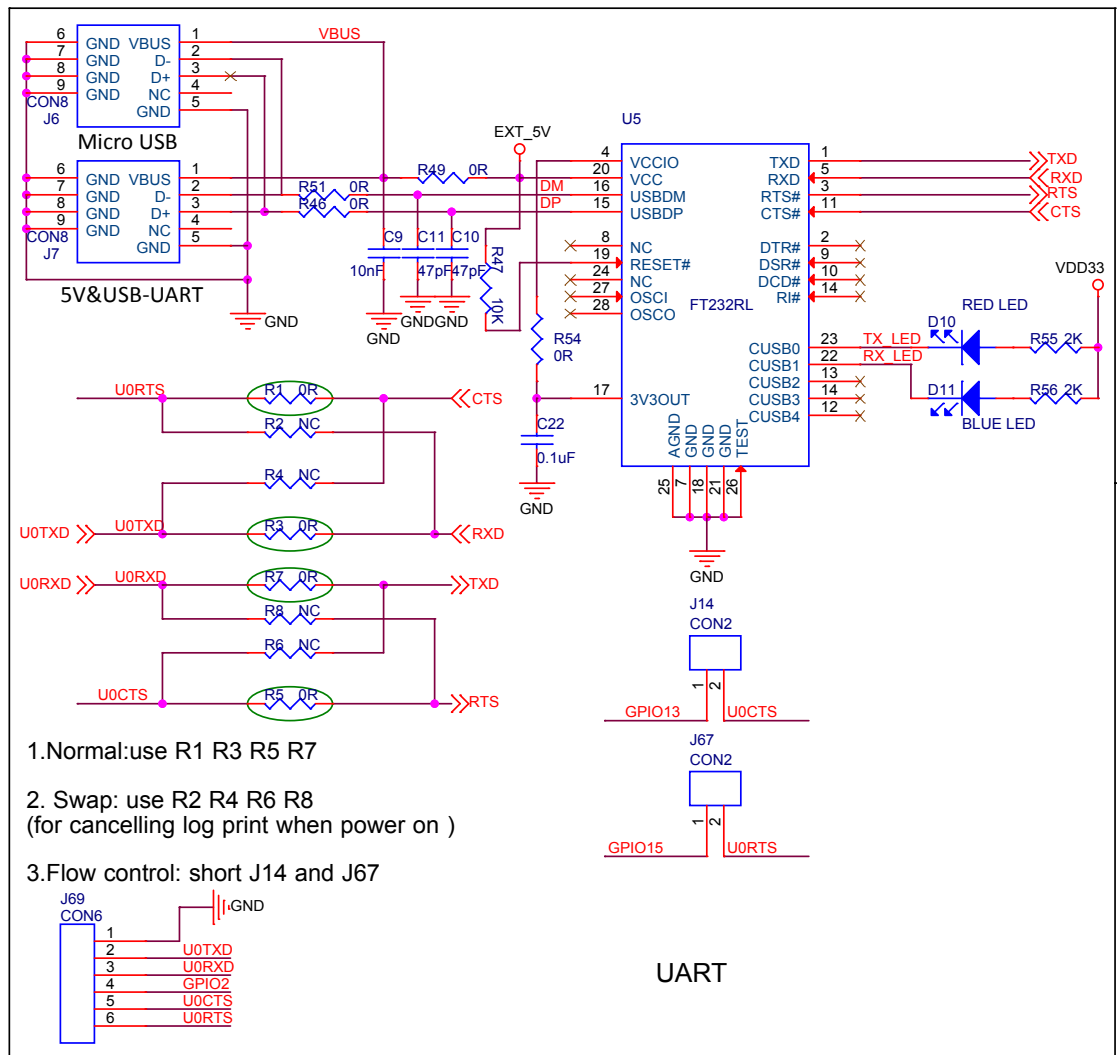 6 GND VBUS 1 VBUS
7 GND D- 2
8 GND D+ 3
9 GND NC 4
GND 5
CON8
J6
Micro USB
6 GND VBUS 1
7 GND D- 2
8 GND D+ 3
9 GND NC 4
GND 5
CON8
J7
5V&USB-UART
GND
EXT_5V
R49 0R
R51 0R
R46 0R
DM
DP
C9
10nF
C11
47pF
C10
47pF
GND
GND
GND
R47
10K
R54
0R
C22
0.1uF
GND
U5
4 VCCIO TXD 1 TXD
20 VCC RXD 5 RXD
16 USBDM RTS# 3 RTS
15 USBDP CTS# 11 CTS
8 NC DTR# 2
19 RESET# DSR# 9
24 NC DCD# 10
27 OSCI RI# 14
28 OSCO
FT232RL
17 3V3OUT
CUSB0 23 TX_LED
CUSB1 22 RX_LED
CUSB2 13
CUSB3 14
CUSB4 12
AGND GND GND GND TEST
25 7 18 21 26
GND
VDD33
RED LED
D10
R55 2K
D11
R56 2K
BLUE LED
U0RTS R1 0R CTS
R2 NC
R4 NC
U0TXD U0TXD R3 0R RXD
U0RXD U0RXD R7 0R TXD
R8 NC
R6 NC
U0CTS R5 0R RTS
J14
CON2
1 2
GPIO13 U0CTS
J67
CON2
1 2
GPIO15 U0RTS
1.Normal:use R1 R3 R5 R7
2. Swap: use R2 R4 R6 R8
(for cancelling log print when power on )
3.Flow control: short J14 and J67
J69
CON6
GND
1
2 U0TXD
3 U0RXD
4 GPIO2
5 U0CTS
6 U0RTS
UART